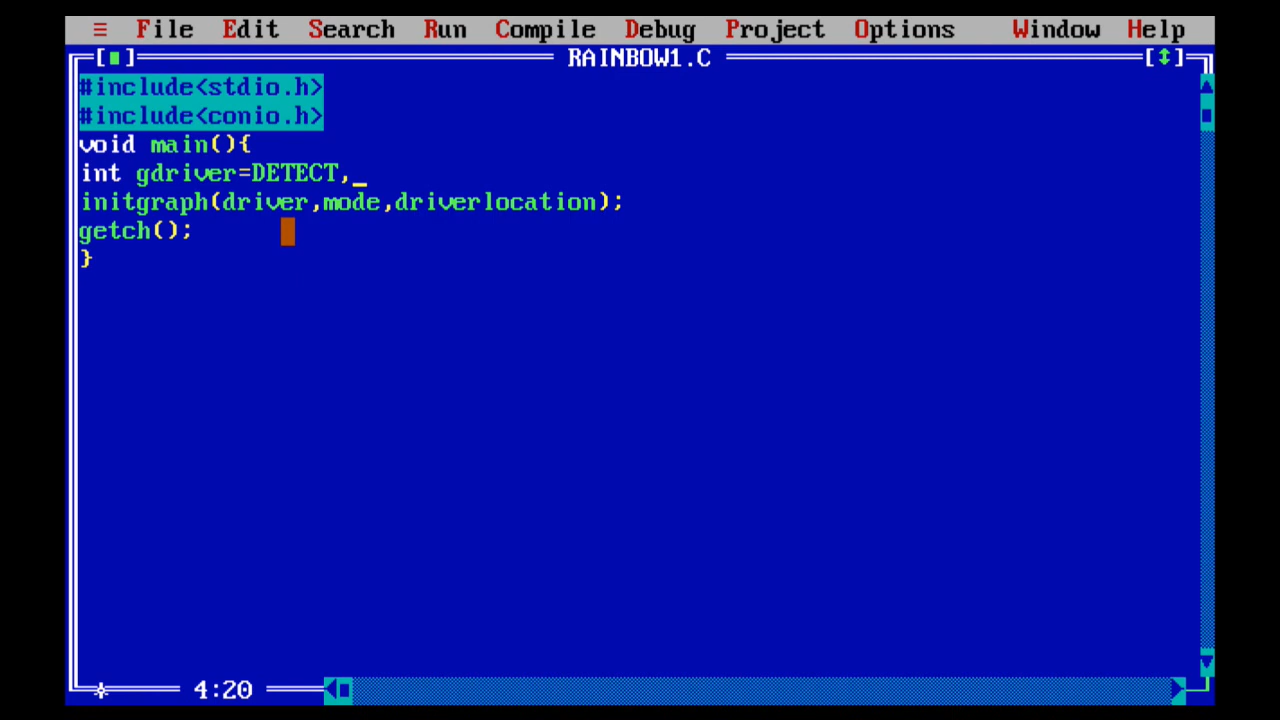 ≡ File Edit Search Run Compile Debug Project Options Window Help
RAINBOW1.C
#include<stdio.h>
#include<conio.h>
void main(){
int gdriver=DETECT,_
initgraph(driver,mode,driverlocation);
getch();
}
4:20